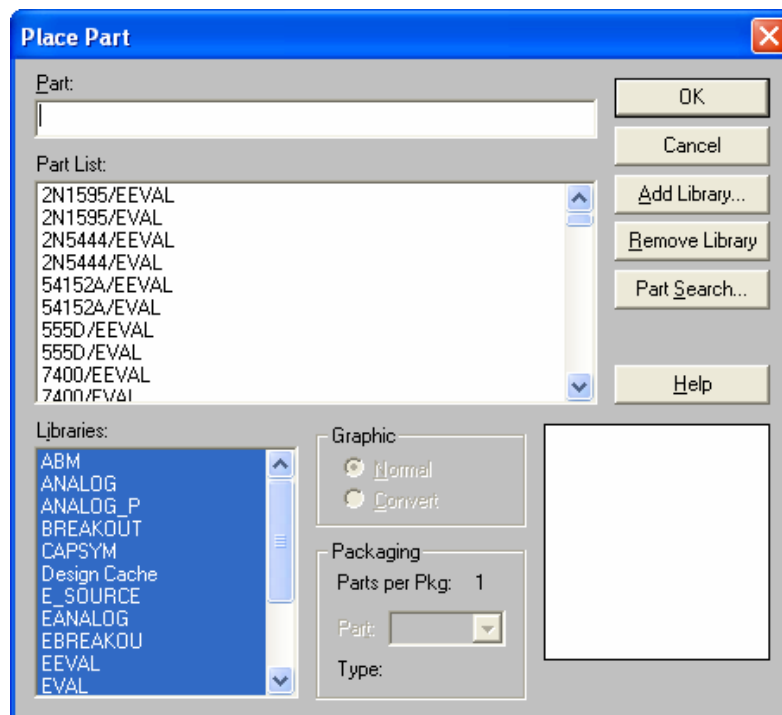 Place Part
Part:
OK
Cancel
Part List:
2N1595/EEVAL
2N1595/EVAL
2N5444/EEVAL
2N5444/EVAL
54152A/EEVAL
54152A/EVAL
555D/EEVAL
555D/EVAL
7400/EEVAL
7400/EVAL
Add Library...
Remove Library
Part Search...
Help
Libraries:
ABM
ANALOG
ANALOG_P
BREAKOUT
CAPSYM
Design Cache
E_SOURCE
EANALOG
EBREAKOU
EEVAL
EVAL
Graphic
Normal
Convert
Packaging
Parts per Pkg: 1
Part:
Type: